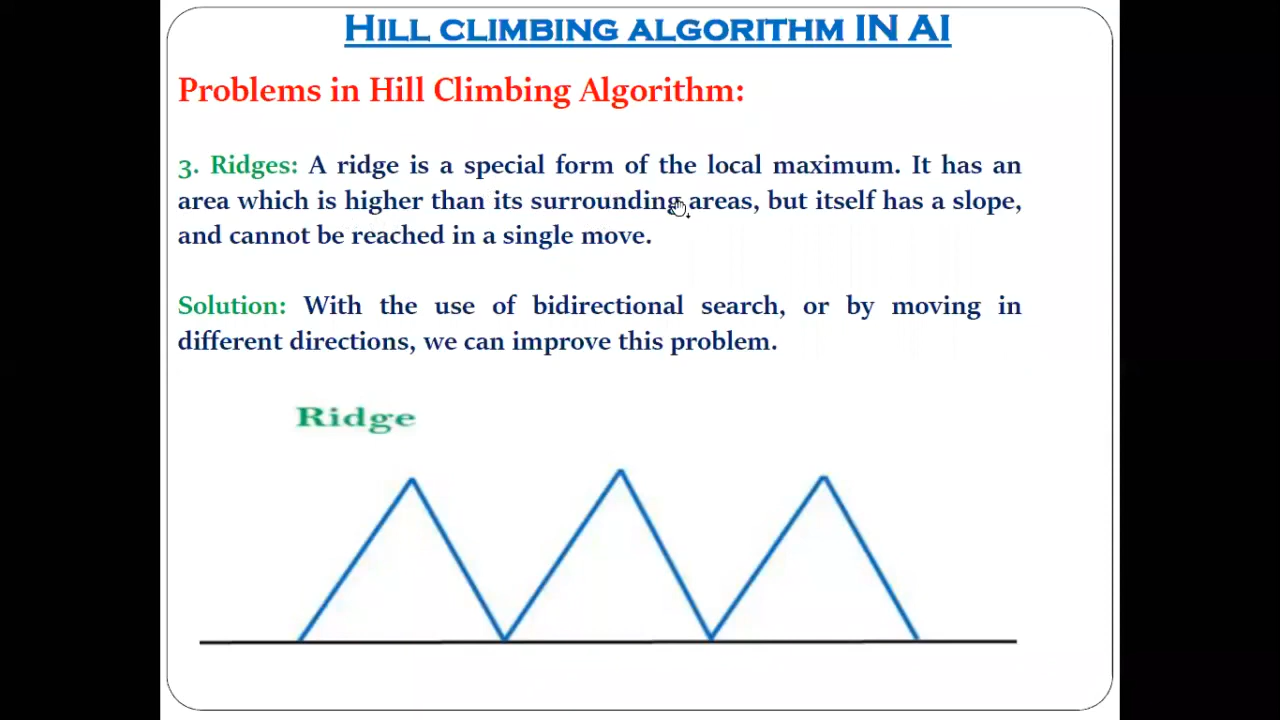 HILL CLIMBING ALGORITHM IN AI
Problems in Hill Climbing Algorithm:
3. Ridges: A ridge is a special form of the local maximum. It has an
area which is higher than its surrounding areas, but itself has a slope,
and cannot be reached in a single move.
Solution: With the use of bidirectional search, or by moving in
different directions, we can improve this problem.
Ridge